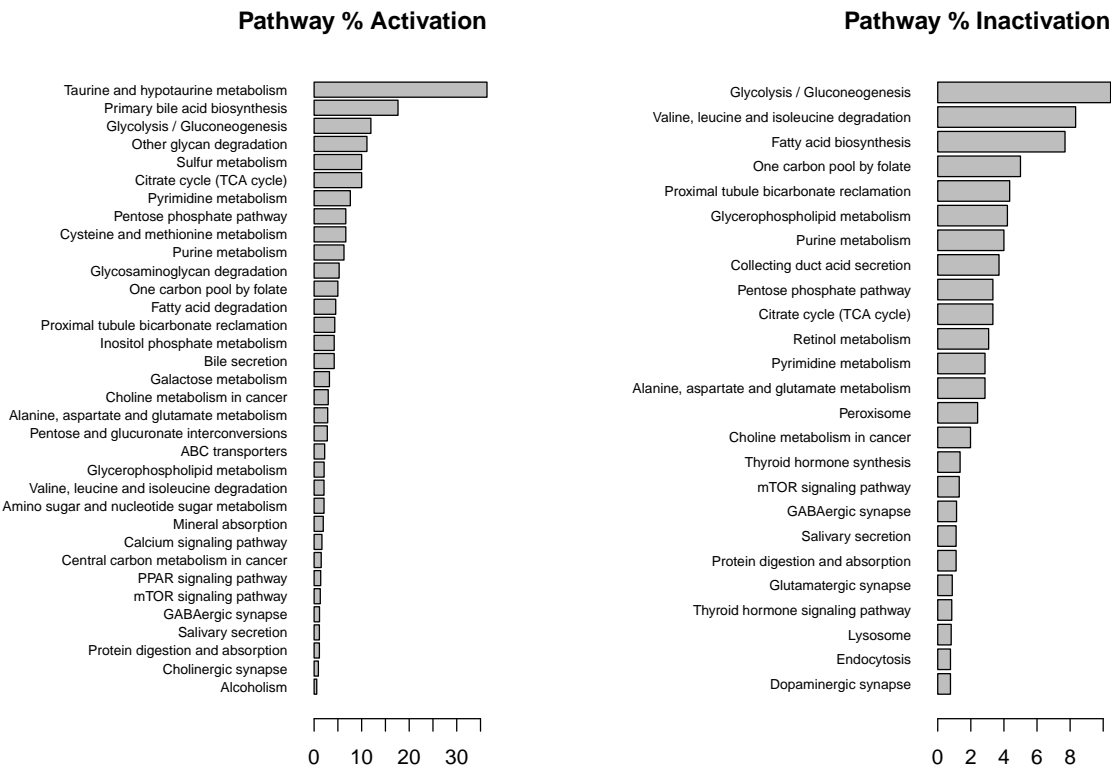 Pathway % Activation
Taurine and hypotaurine metabolism
Primary bile acid biosynthesis
Glycolysis / Gluconeogenesis
Other glycan degradation
Sulfur metabolism
Citrate cycle (TCA cycle)
Pyrimidine metabolism
Pentose phosphate pathway
Cysteine and methionine metabolism
Purine metabolism
Glycosaminoglycan degradation
One carbon pool by folate
Fatty acid degradation
Proximal tubule bicarbonate reclamation
Inositol phosphate metabolism
Bile secretion
Galactose metabolism
Choline metabolism in cancer
Alanine, aspartate and glutamate metabolism
Pentose and glucuronate interconversions
ABC transporters
Glycerophospholipid metabolism
Valine, leucine and isoleucine degradation
Amino sugar and nucleotide sugar metabolism
Mineral absorption
Calcium signaling pathway
Central carbon metabolism in cancer
PPAR signaling pathway
mTOR signaling pathway
GABAergic synapse
Salivary secretion
Protein digestion and absorption
Cholinergic synapse
Alcoholism
0 10 20 30
Pathway % Inactivation
Glycolysis / Gluconeogenesis
Valine, leucine and isoleucine degradation
Fatty acid biosynthesis
One carbon pool by folate
Proximal tubule bicarbonate reclamation
Glycerophospholipid metabolism
Purine metabolism
Collecting duct acid secretion
Pentose phosphate pathway
Citrate cycle (TCA cycle)
Retinol metabolism
Pyrimidine metabolism
Alanine, aspartate and glutamate metabolism
Peroxisome
Choline metabolism in cancer
Thyroid hormone synthesis
mTOR signaling pathway
GABAergic synapse
Salivary secretion
Protein digestion and absorption
Glutamatergic synapse
Thyroid hormone signaling pathway
Lysosome
Endocytosis
Dopaminergic synapse
0 2 4 6 8